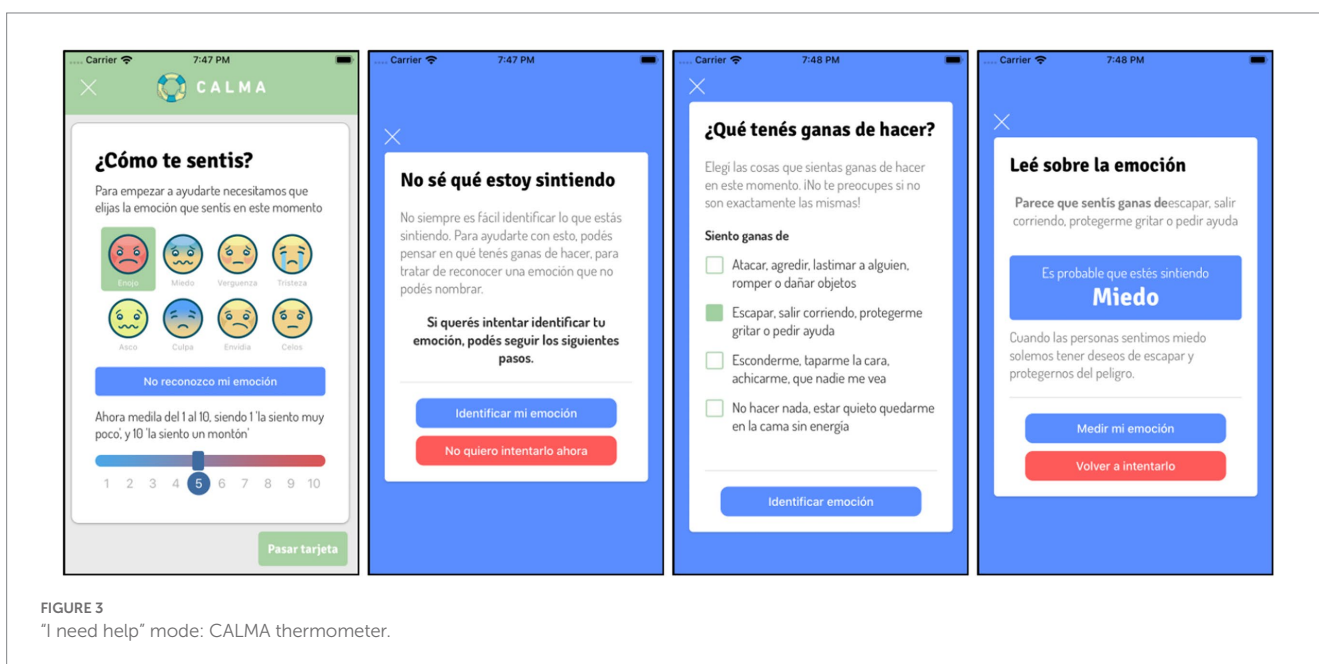 .... Carrier 7:47 PM
CALMA
¿Cómo te sentis?
Para empezar a ayudarte necesitamos que
elijas la emoción que sentís en este momento
Enojo Miedo Verguenza Tristeza
Asco Culpa Envidia Celos
No reconozco mi emoción
Ahora medila del 1 al 10, siendo 1 'la siento muy
poco', y 10 'la siento un montón'
1 2 3 4 5 6 7 8 9 10
Pasar tarjeta
.... Carrier 7:47 PM
No sé qué estoy sintiendo
No siempre es fácil identificar lo que estás
sintiendo. Para ayudarte con esto, podés
pensar en qué tenés ganas de hacer, para
tratar de reconocer una emoción que no
podés nombrar.
Si querés intentar identificar tu
emoción, podés seguir los siguientes
pasos.
Identificar mi emoción
No quiero intentarlo ahora
.... Carrier 7:48 PM
¿Qué tenés ganas de hacer?
Elegi las cosas que sientas ganas de hacer
en este momento. ¡No te preocupes si no
son exactamente las mismas!
Siento ganas de
Atacar, agredir, lastimar a alguien,
romper o dañar objetos
Escapar, salir corriendo, protegerme
gritar o pedir ayuda
Esconderme, taparme la cara,
achicarme, que nadie me vea
No hacer nada, estar quieto quedarme
en la cama sin energía
Identificar emoción
.... Carrier 7:48 PM
Leé sobre la emoción
Parece que sentís ganas deescapar, salir
corriendo, protegerme gritar o pedir ayuda
Es probable que estés sintiendo
Miedo
Cuando las personas sentimos miedo
solemos tener deseos de escapar y
protegernos del peligro.
Medir mi emoción
Volver a intentarlo
FIGURE 3
"I need help" mode: CALMA thermometer.